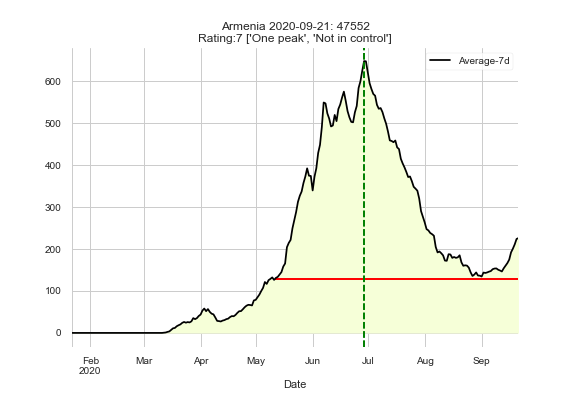 Armenia 2020-09-21: 47552
Rating:7 ['One peak', 'Not in control']
Average-7d
600
500
400
300
200
100
0
Feb Mar Apr May Jun Jul Aug Sep
2020
Date